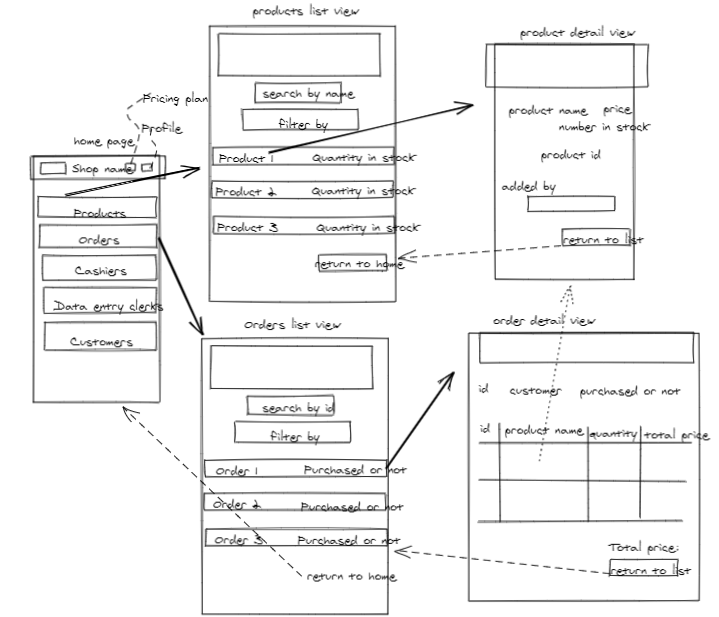 products list view
search by name
filter by
Product 1 Quantity in stock
Product 2 Quantity in stock
Product 3 Quantity in stock
return to home
product detail view
product name price
number in stock
product id
added by
return to list
Pricing plan
Profile
home page
Shop name
Products
Orders
Cashiers
Data entry clerks
Customers
Orders list view
search by id
filter by
Order 1 Purchased or not
Order 2 Purchased or not
Order 3 Purchased or not
return to home
order detail view
id customer purchased or not
id product name quantity total price
Total price:
return to list